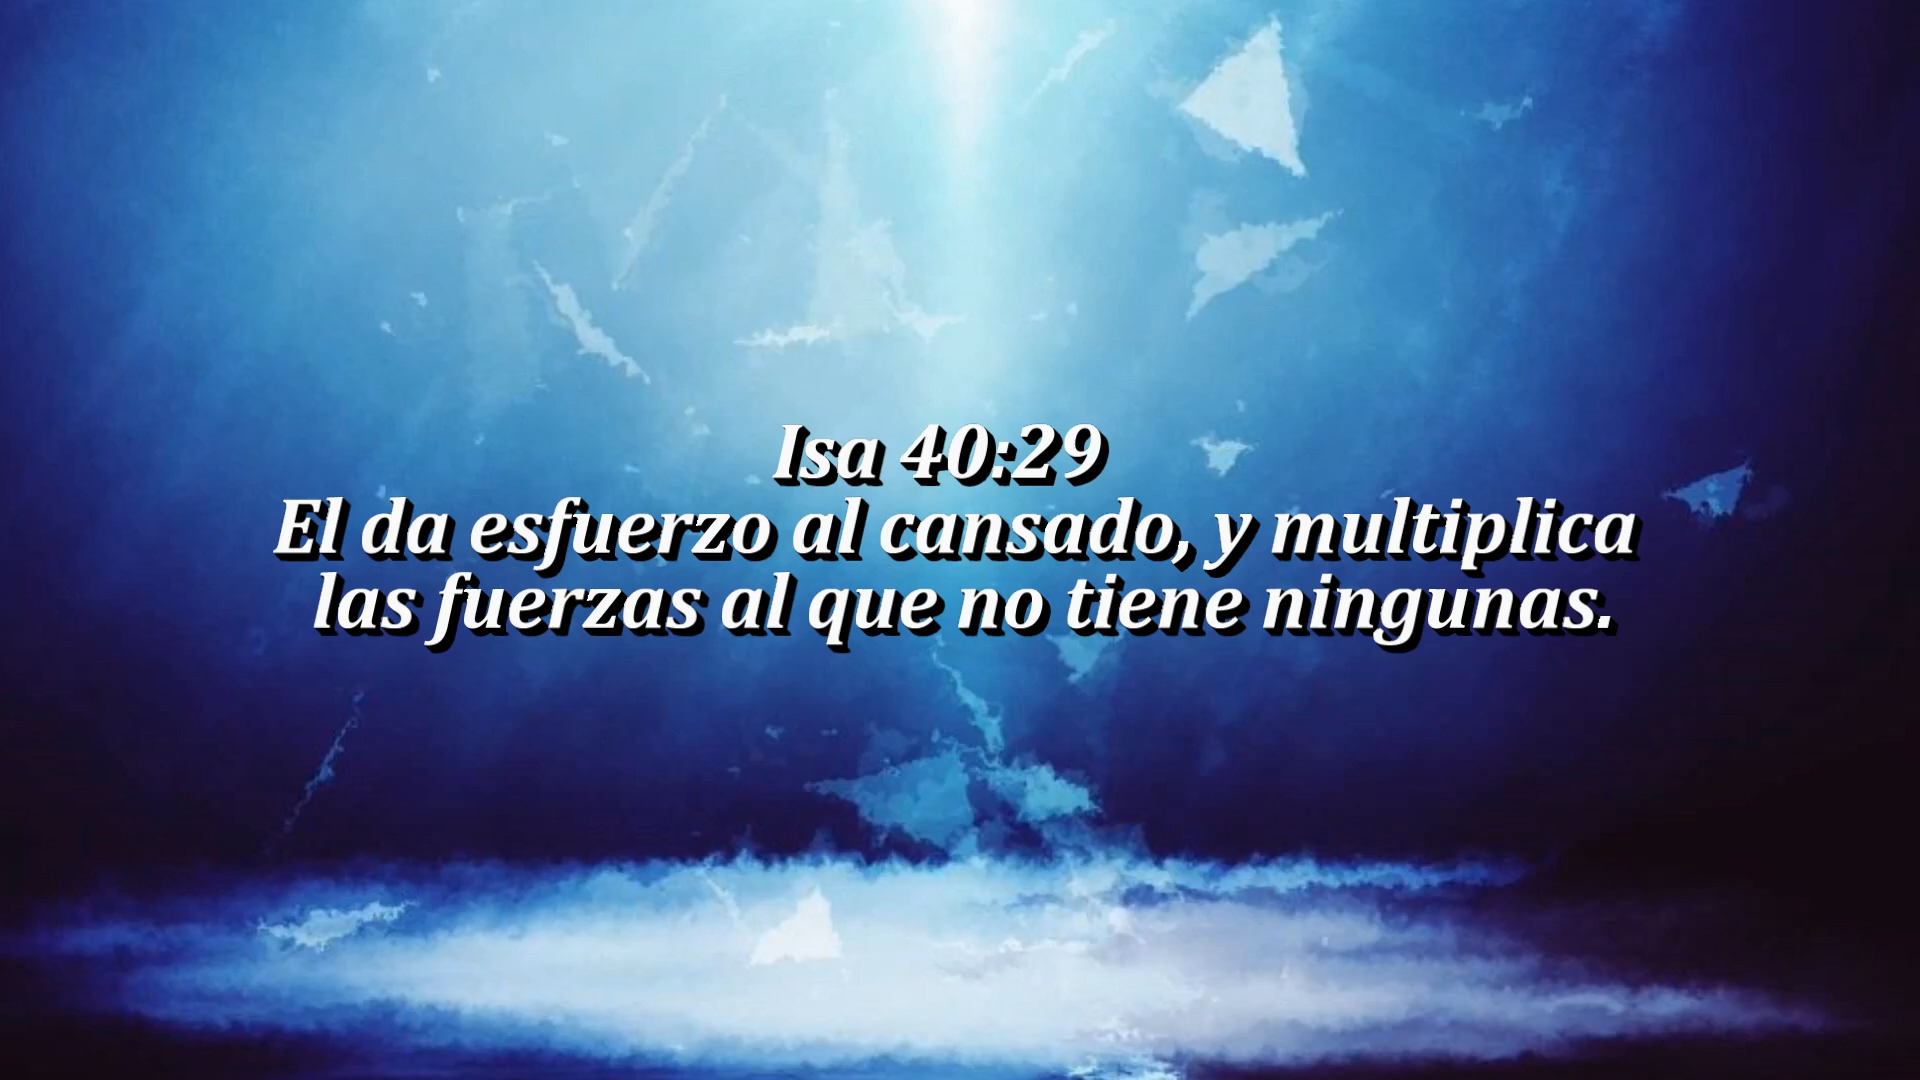 Isa 40:29
El da esfuerzo al cansado, y multiplica
las fuerzas al que no tiene ningunas.